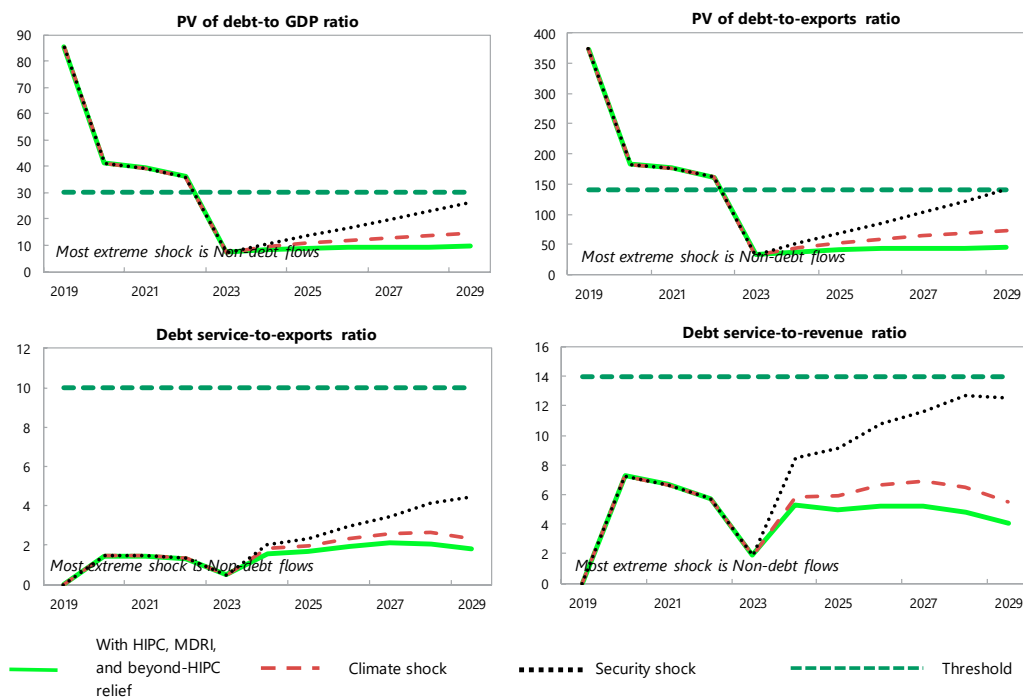 PV of debt-to GDP ratio
90
80
70
60
50
40
30
20
10
0
Most extreme shock is Non-debt flows
2019 2021 2023 2025 2027 2029
PV of debt-to-exports ratio
400
350
300
250
200
150
100
50
0
Most extreme shock is Non-debt flows
2019 2021 2023 2025 2027 2029
Debt service-to-exports ratio
12
10
8
6
4
2
0
Most extreme shock is Non-debt flows
2019 2021 2023 2025 2027 2029
Debt service-to-revenue ratio
16
14
12
10
8
6
4
2
0
Most extreme shock is Non-debt flows
2019 2021 2023 2025 2027 2029
With HIPC, MDRI,
and beyond-HIPC
relief
Climate shock
Security shock
Threshold